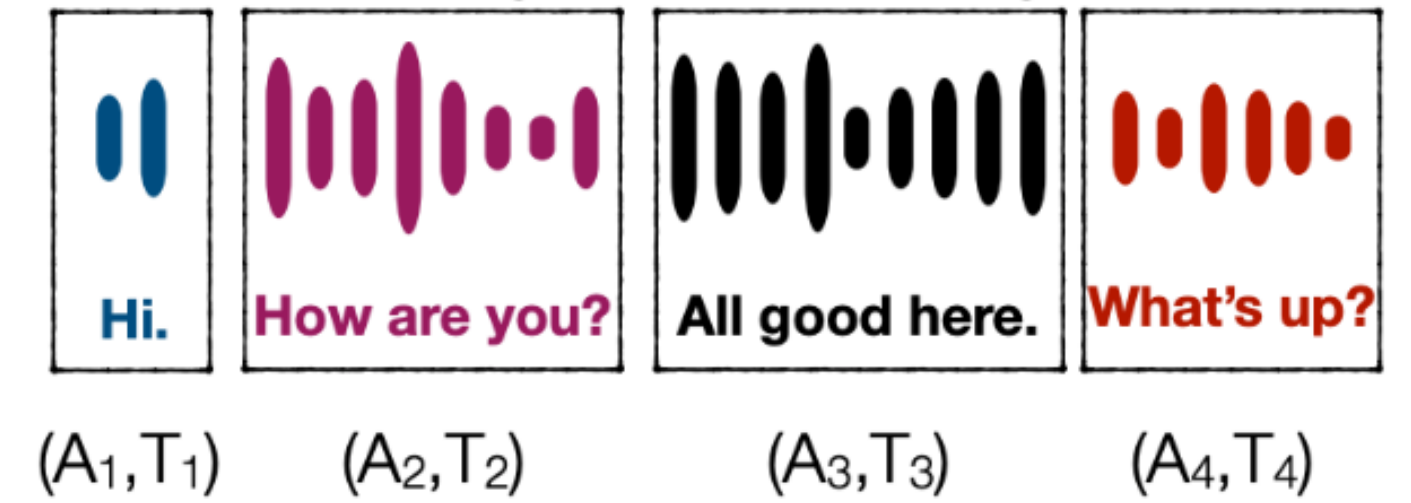 Hi. How are you? All good here. What's up?
(A₁,T₁) (A₂,T₂) (A₃,T₃) (A₄,T₄)